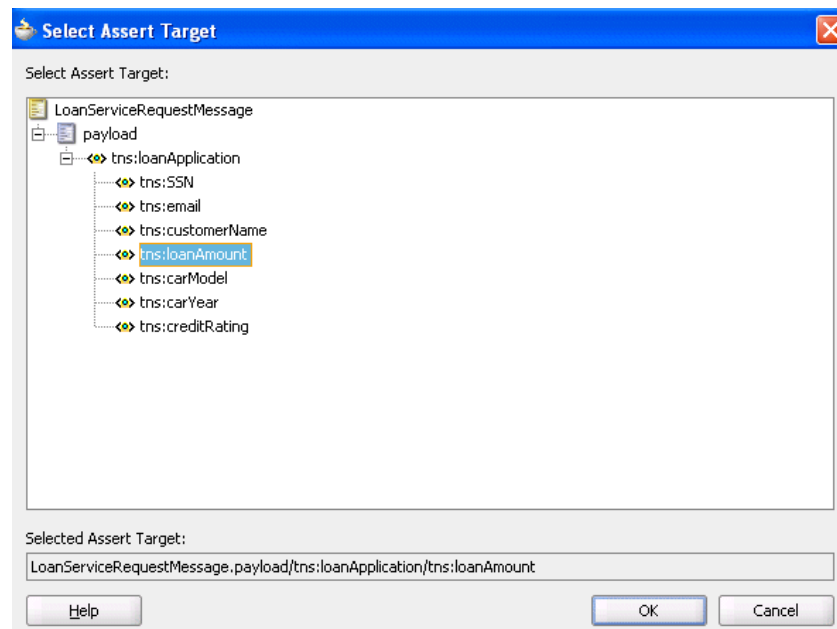 Select Assert Target
Select Assert Target:
LoanServiceRequestMessage
payload
tns:loanApplication
tns:SSN
tns:email
tns:customerName
tns:loanAmount
tns:carModel
tns:carYear
tns:creditRating
Selected Assert Target:
LoanServiceRequestMessage.payload/tns:loanApplication/tns:loanAmount
Help OK Cancel